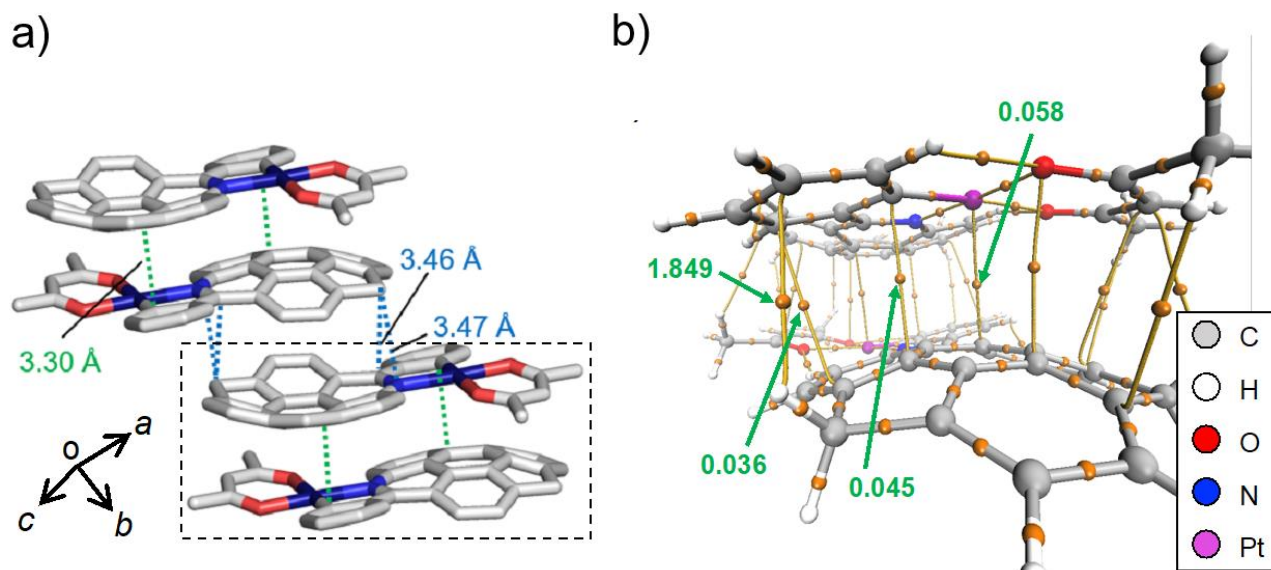 a)
3.46 Å
3.47 Å
3.30 Å
o
a
b
c
b)
0.058
1.849
0.036
0.045
C
H
O
N
Pt